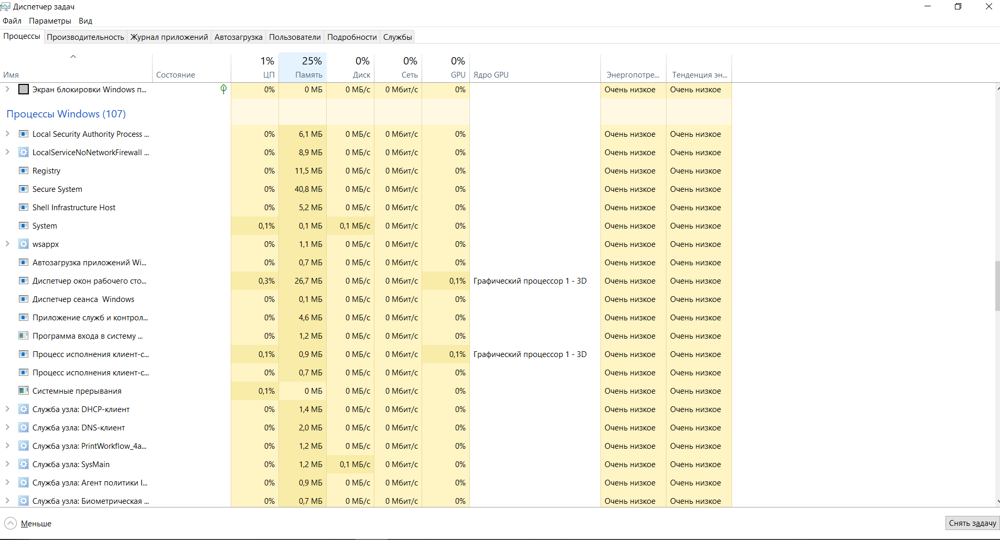 Диспетчер задач
Файл Параметры Вид
Процессы Производительность Журнал приложений Автозагрузка Пользователи Подробности Службы
1% 25% 0% 0% 0%
Имя Состояние ЦП Память Диск Сеть GPU Ядро GPU Энергопотре... Тенденция эн...
Экран блокировки Windows п... 0% 0 МБ 0 МБ/с 0 Мбит/с 0% Очень низкое Очень низкое
Процессы Windows (107)
Local Security Authority Process ... 0% 6,1 МБ 0 МБ/с 0 Мбит/с 0% Очень низкое Очень низкое
LocalServiceNoNetworkFirewall ... 0% 8,9 МБ 0 МБ/с 0 Мбит/с 0% Очень низкое Очень низкое
Registry 0% 11,5 МБ 0 МБ/с 0 Мбит/с 0% Очень низкое Очень низкое
Secure System 0% 40,8 МБ 0 МБ/с 0 Мбит/с 0% Очень низкое Очень низкое
Shell Infrastructure Host 0% 5,2 МБ 0 МБ/с 0 Мбит/с 0% Очень низкое Очень низкое
System 0,1% 0,1 МБ 0,1 МБ/с 0 Мбит/с 0% Очень низкое Очень низкое
wsappx 0% 1,1 МБ 0 МБ/с 0 Мбит/с 0% Очень низкое Очень низкое
Автозагрузка приложений Wi... 0% 0,7 МБ 0 МБ/с 0 Мбит/с 0% Очень низкое Очень низкое
Диспетчер окон рабочего сто... 0,3% 26,7 МБ 0 МБ/с 0 Мбит/с 0,1% Графический процессор 1 - 3D Очень низкое Очень низкое
Диспетчер сеанса  Windows 0% 0,1 МБ 0 МБ/с 0 Мбит/с 0% Очень низкое Очень низкое
Приложение служб и контрол... 0% 4,6 МБ 0 МБ/с 0 Мбит/с 0% Очень низкое Очень низкое
Программа входа в систему ... 0% 1,2 МБ 0 МБ/с 0 Мбит/с 0% Очень низкое Очень низкое
Процесс исполнения клиент-с... 0,1% 0,9 МБ 0 МБ/с 0 Мбит/с 0,1% Графический процессор 1 - 3D Очень низкое Очень низкое
Процесс исполнения клиент-с... 0% 0,7 МБ 0 МБ/с 0 Мбит/с 0% Очень низкое Очень низкое
Системные прерывания 0,1% 0 МБ 0 МБ/с 0 Мбит/с 0% Очень низкое Очень низкое
Служба узла: DHCP-клиент 0% 1,4 МБ 0 МБ/с 0 Мбит/с 0% Очень низкое Очень низкое
Служба узла: DNS-клиент 0% 2,0 МБ 0 МБ/с 0 Мбит/с 0% Очень низкое Очень низкое
Служба узла: PrintWorkflow_4a... 0% 1,2 МБ 0 МБ/с 0 Мбит/с 0% Очень низкое Очень низкое
Служба узла: SysMain 0% 1,2 МБ 0,1 МБ/с 0 Мбит/с 0% Очень низкое Очень низкое
Служба узла: Агент политики I... 0% 0,9 МБ 0 МБ/с 0 Мбит/с 0% Очень низкое Очень низкое
Служба узла: Биометрическая ... 0% 0,7 МБ 0 МБ/с 0 Мбит/с 0% Очень низкое Очень низкое
Меньше Снять задачу